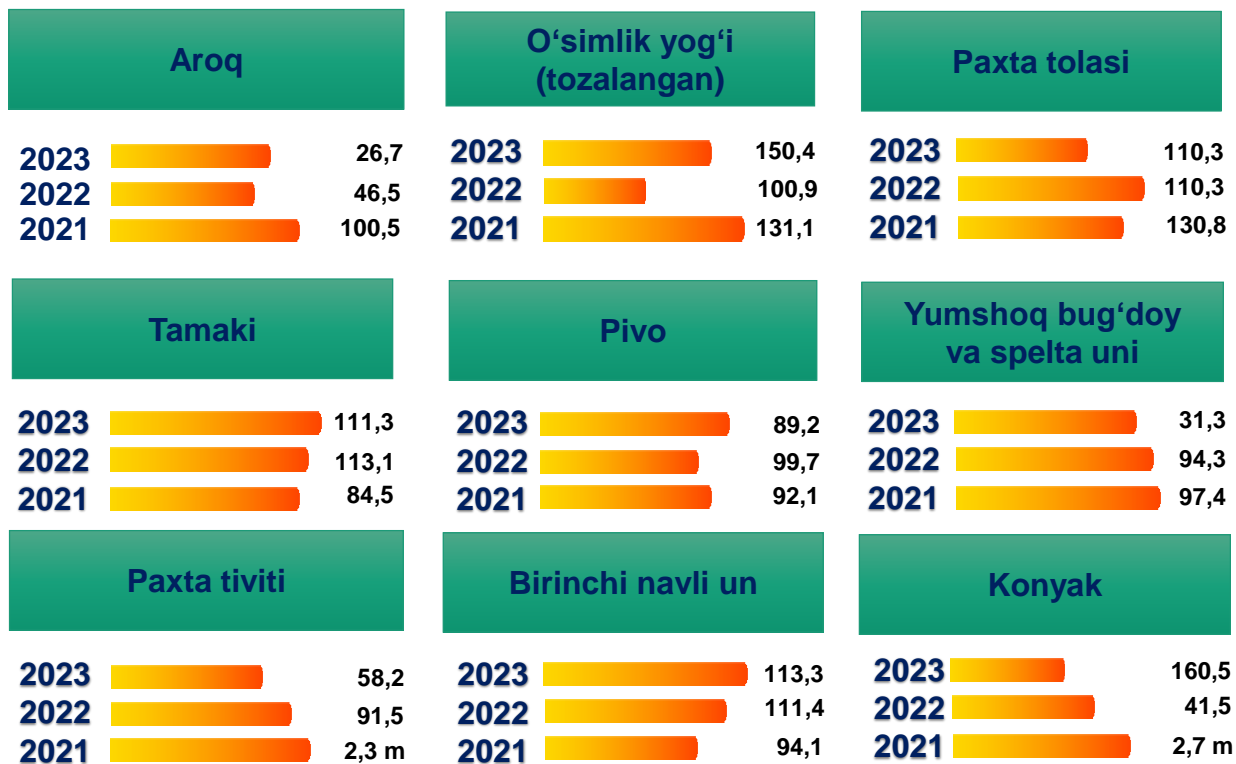 Aroq
2023 26,7
2022 46,5
2021 100,5
O‘simlik yog‘i
(tozalangan)
2023 150,4
2022 100,9
2021 131,1
Paxta tolasi
2023 110,3
2022 110,3
2021 130,8
Tamaki
2023 111,3
2022 113,1
2021 84,5
Pivo
2023 89,2
2022 99,7
2021 92,1
Yumshoq bug‘doy
va spelta uni
2023 31,3
2022 94,3
2021 97,4
Paxta tiviti
2023 58,2
2022 91,5
2021 2,3 m
Birinchi navli un
2023 113,3
2022 111,4
2021 94,1
Konyak
2023 160,5
2022 41,5
2021 2,7 m